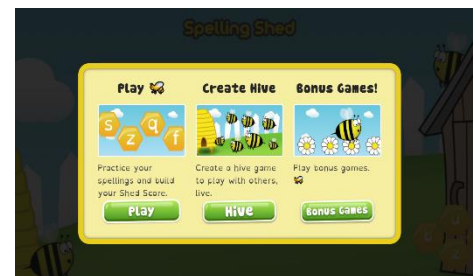 Spelling Shed
Play
Create Hive
Bonus Games!
s z q f
Practice your
spellings and build
your Shed Score.
Create a hive game
to play with others,
live.
Play bonus games.
Play
Hive
Bonus Games